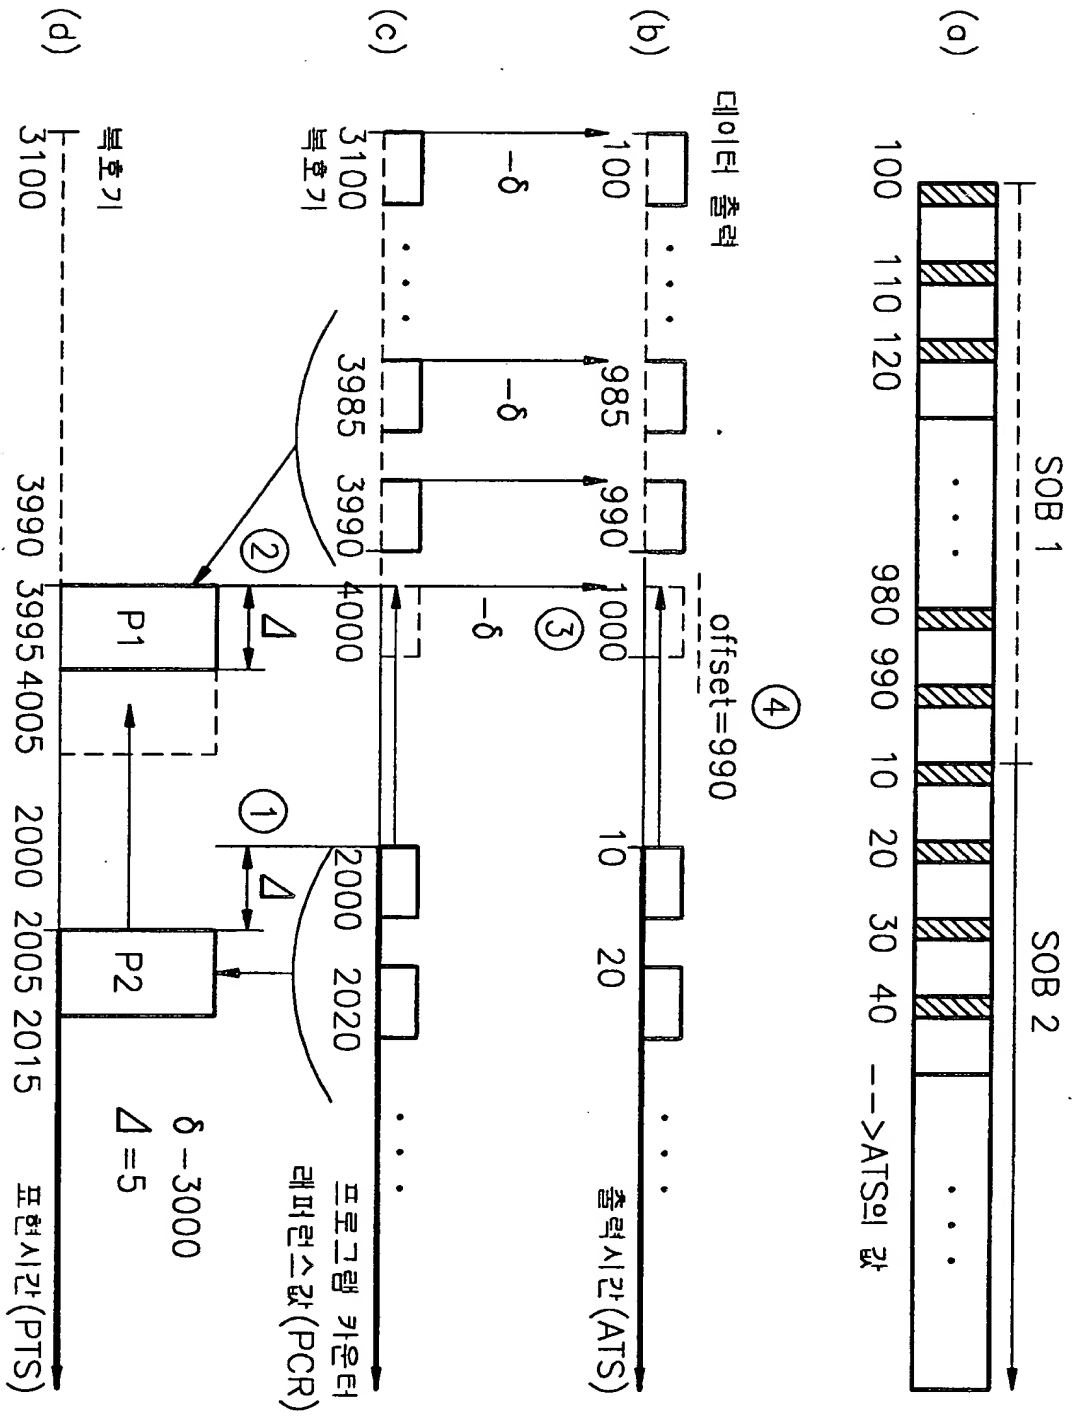 (a)
SOB 1
SOB 2
100 110 120 980 990 10 20 30 40 -->ATS의 값
(b)
데이터 출력
offset=990
④
100 985 990 1000 10 20
출력시간(ATS)
-δ -δ -δ ③
(c)
3100 3985 3990 4000 2000 2020
복호기
프로그램 카운터
래퍼런스값(PCR)
② Δ ① Δ
(d)
복호기
P1 P2
δ-3000
Δ=5
3100 3990 3995 4005 2000 2005 2015
표현시간(PTS)